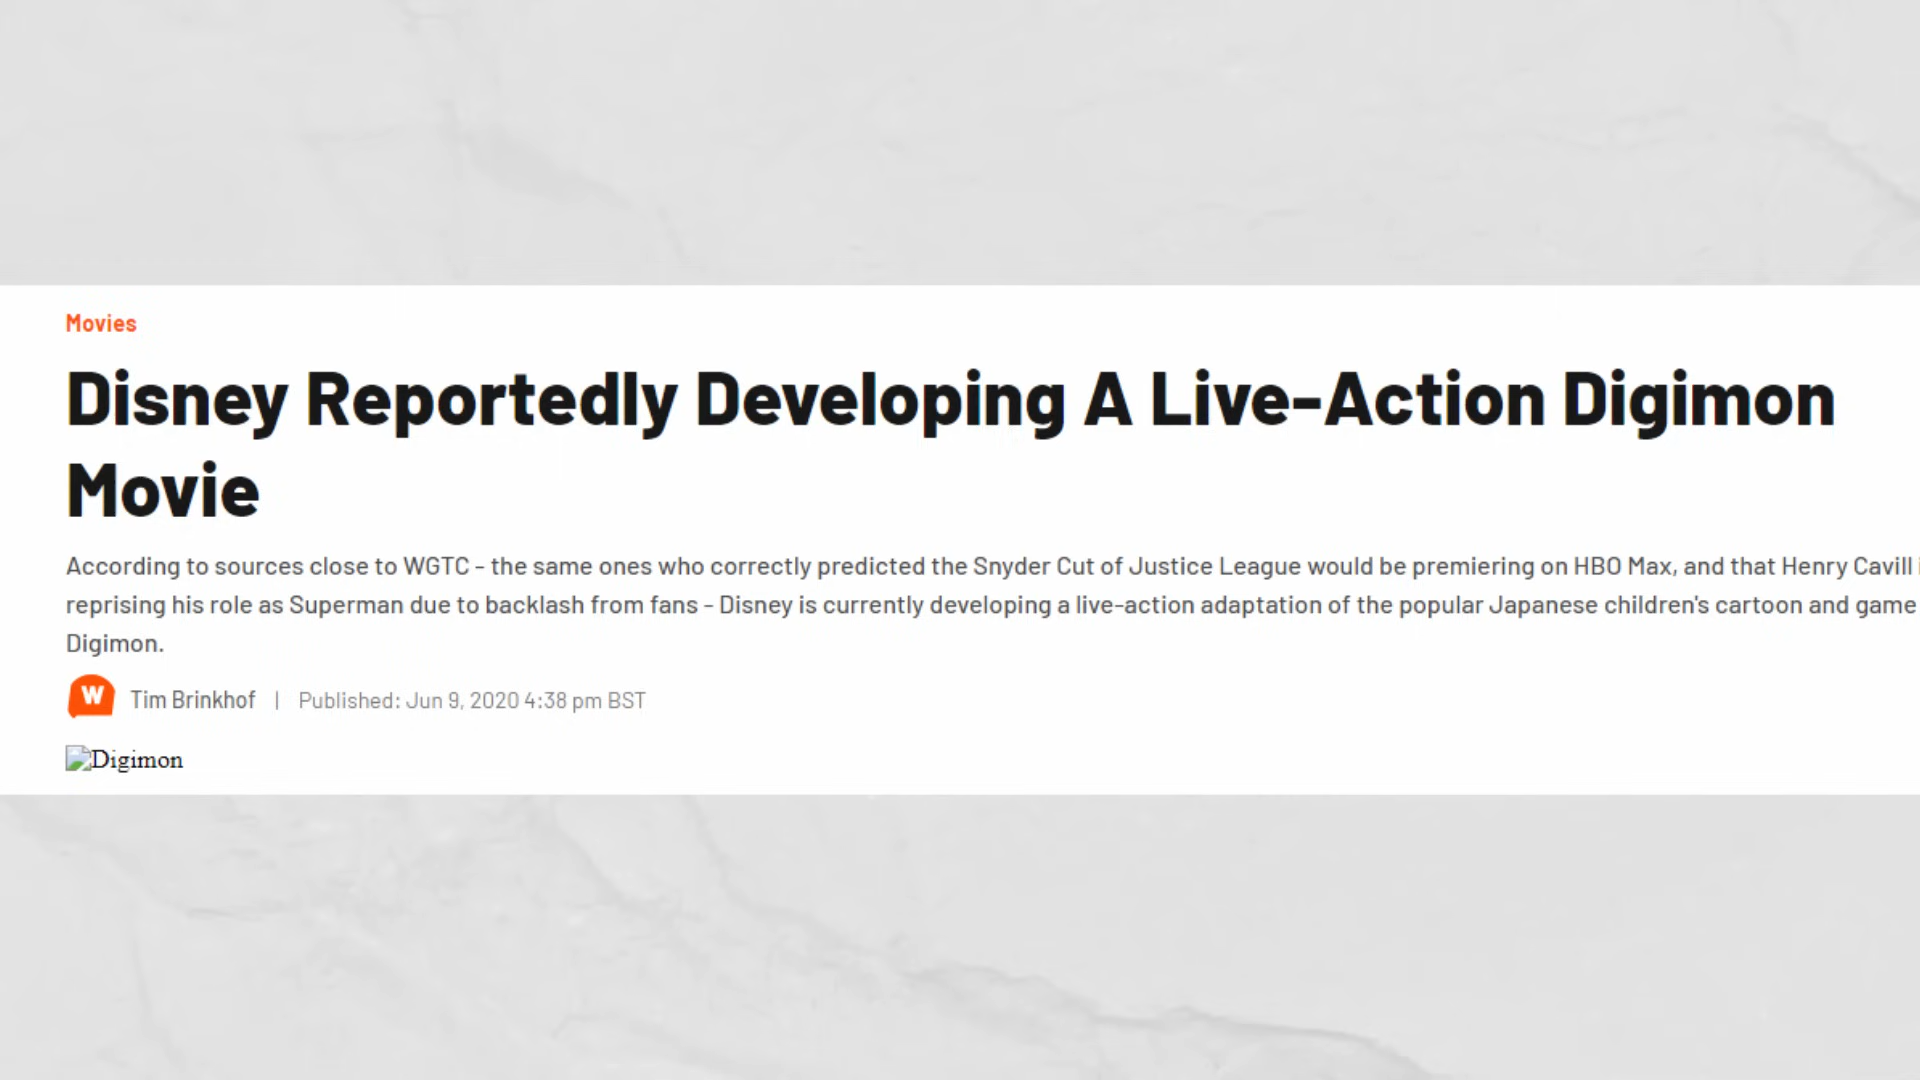 Movies
Disney Reportedly Developing A Live-Action Digimon
Movie
According to sources close to WGTC - the same ones who correctly predicted the Snyder Cut of Justice League would be premiering on HBO Max, and that Henry Cavill
reprising his role as Superman due to backlash from fans - Disney is currently developing a live-action adaptation of the popular Japanese children's cartoon and game
Digimon.
W
Tim Brinkhof | Published: Jun 9, 2020 4:38 pm BST
Digimon